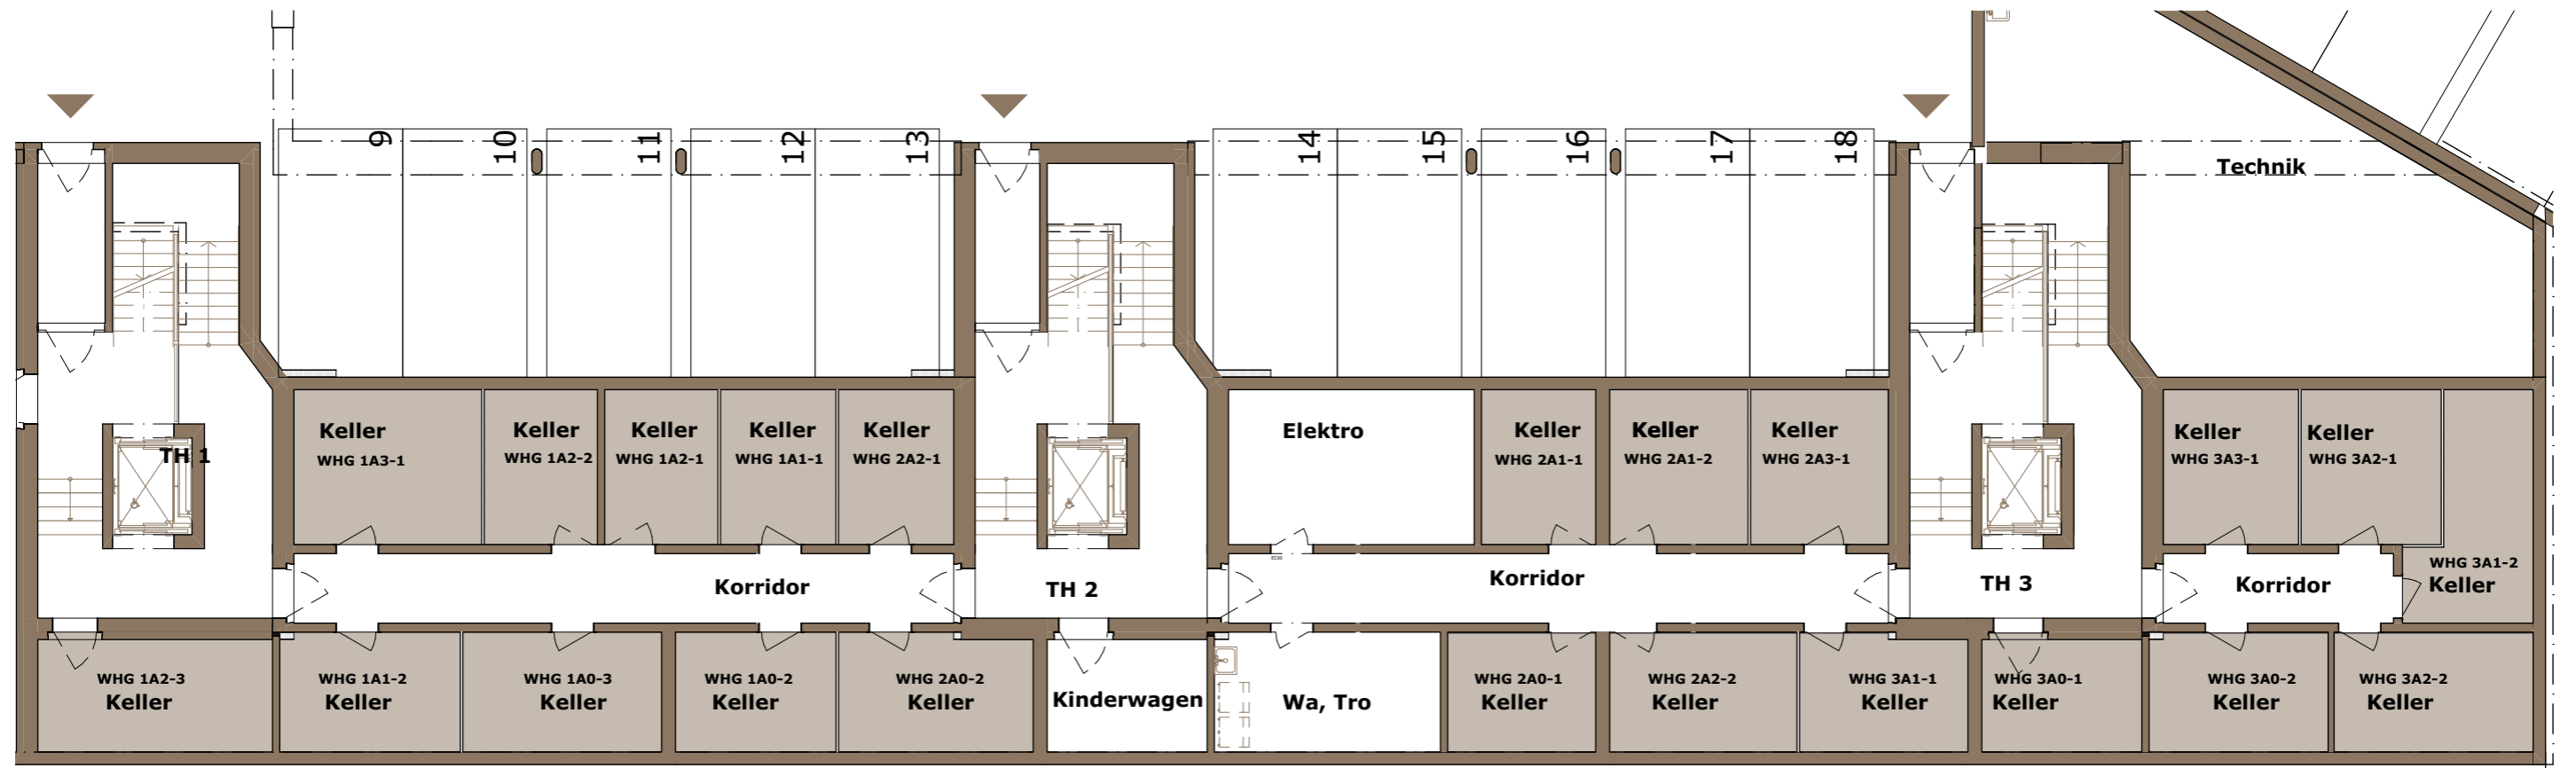 9
10
11
12
13
14
15
16
17
18
Technik
Keller
WHG 1A3-1
Keller
WHG 1A2-2
Keller
WHG 1A2-1
Keller
WHG 1A1-1
Keller
WHG 2A2-1
Elektro
Keller
WHG 2A1-1
Keller
WHG 2A1-2
Keller
WHG 2A3-1
Keller
WHG 3A3-1
Keller
WHG 3A2-1
TH 1
Korridor
TH 2
Korridor
TH 3
Korridor
WHG 3A1-2
Keller
WHG 1A2-3
Keller
WHG 1A1-2
Keller
WHG 1A0-3
Keller
WHG 1A0-2
Keller
WHG 2A0-2
Keller
Kinderwagen
Wa, Tro
WHG 2A0-1
Keller
WHG 2A2-2
Keller
WHG 3A1-1
Keller
WHG 3A0-1
Keller
WHG 3A0-2
Keller
WHG 3A2-2
Keller